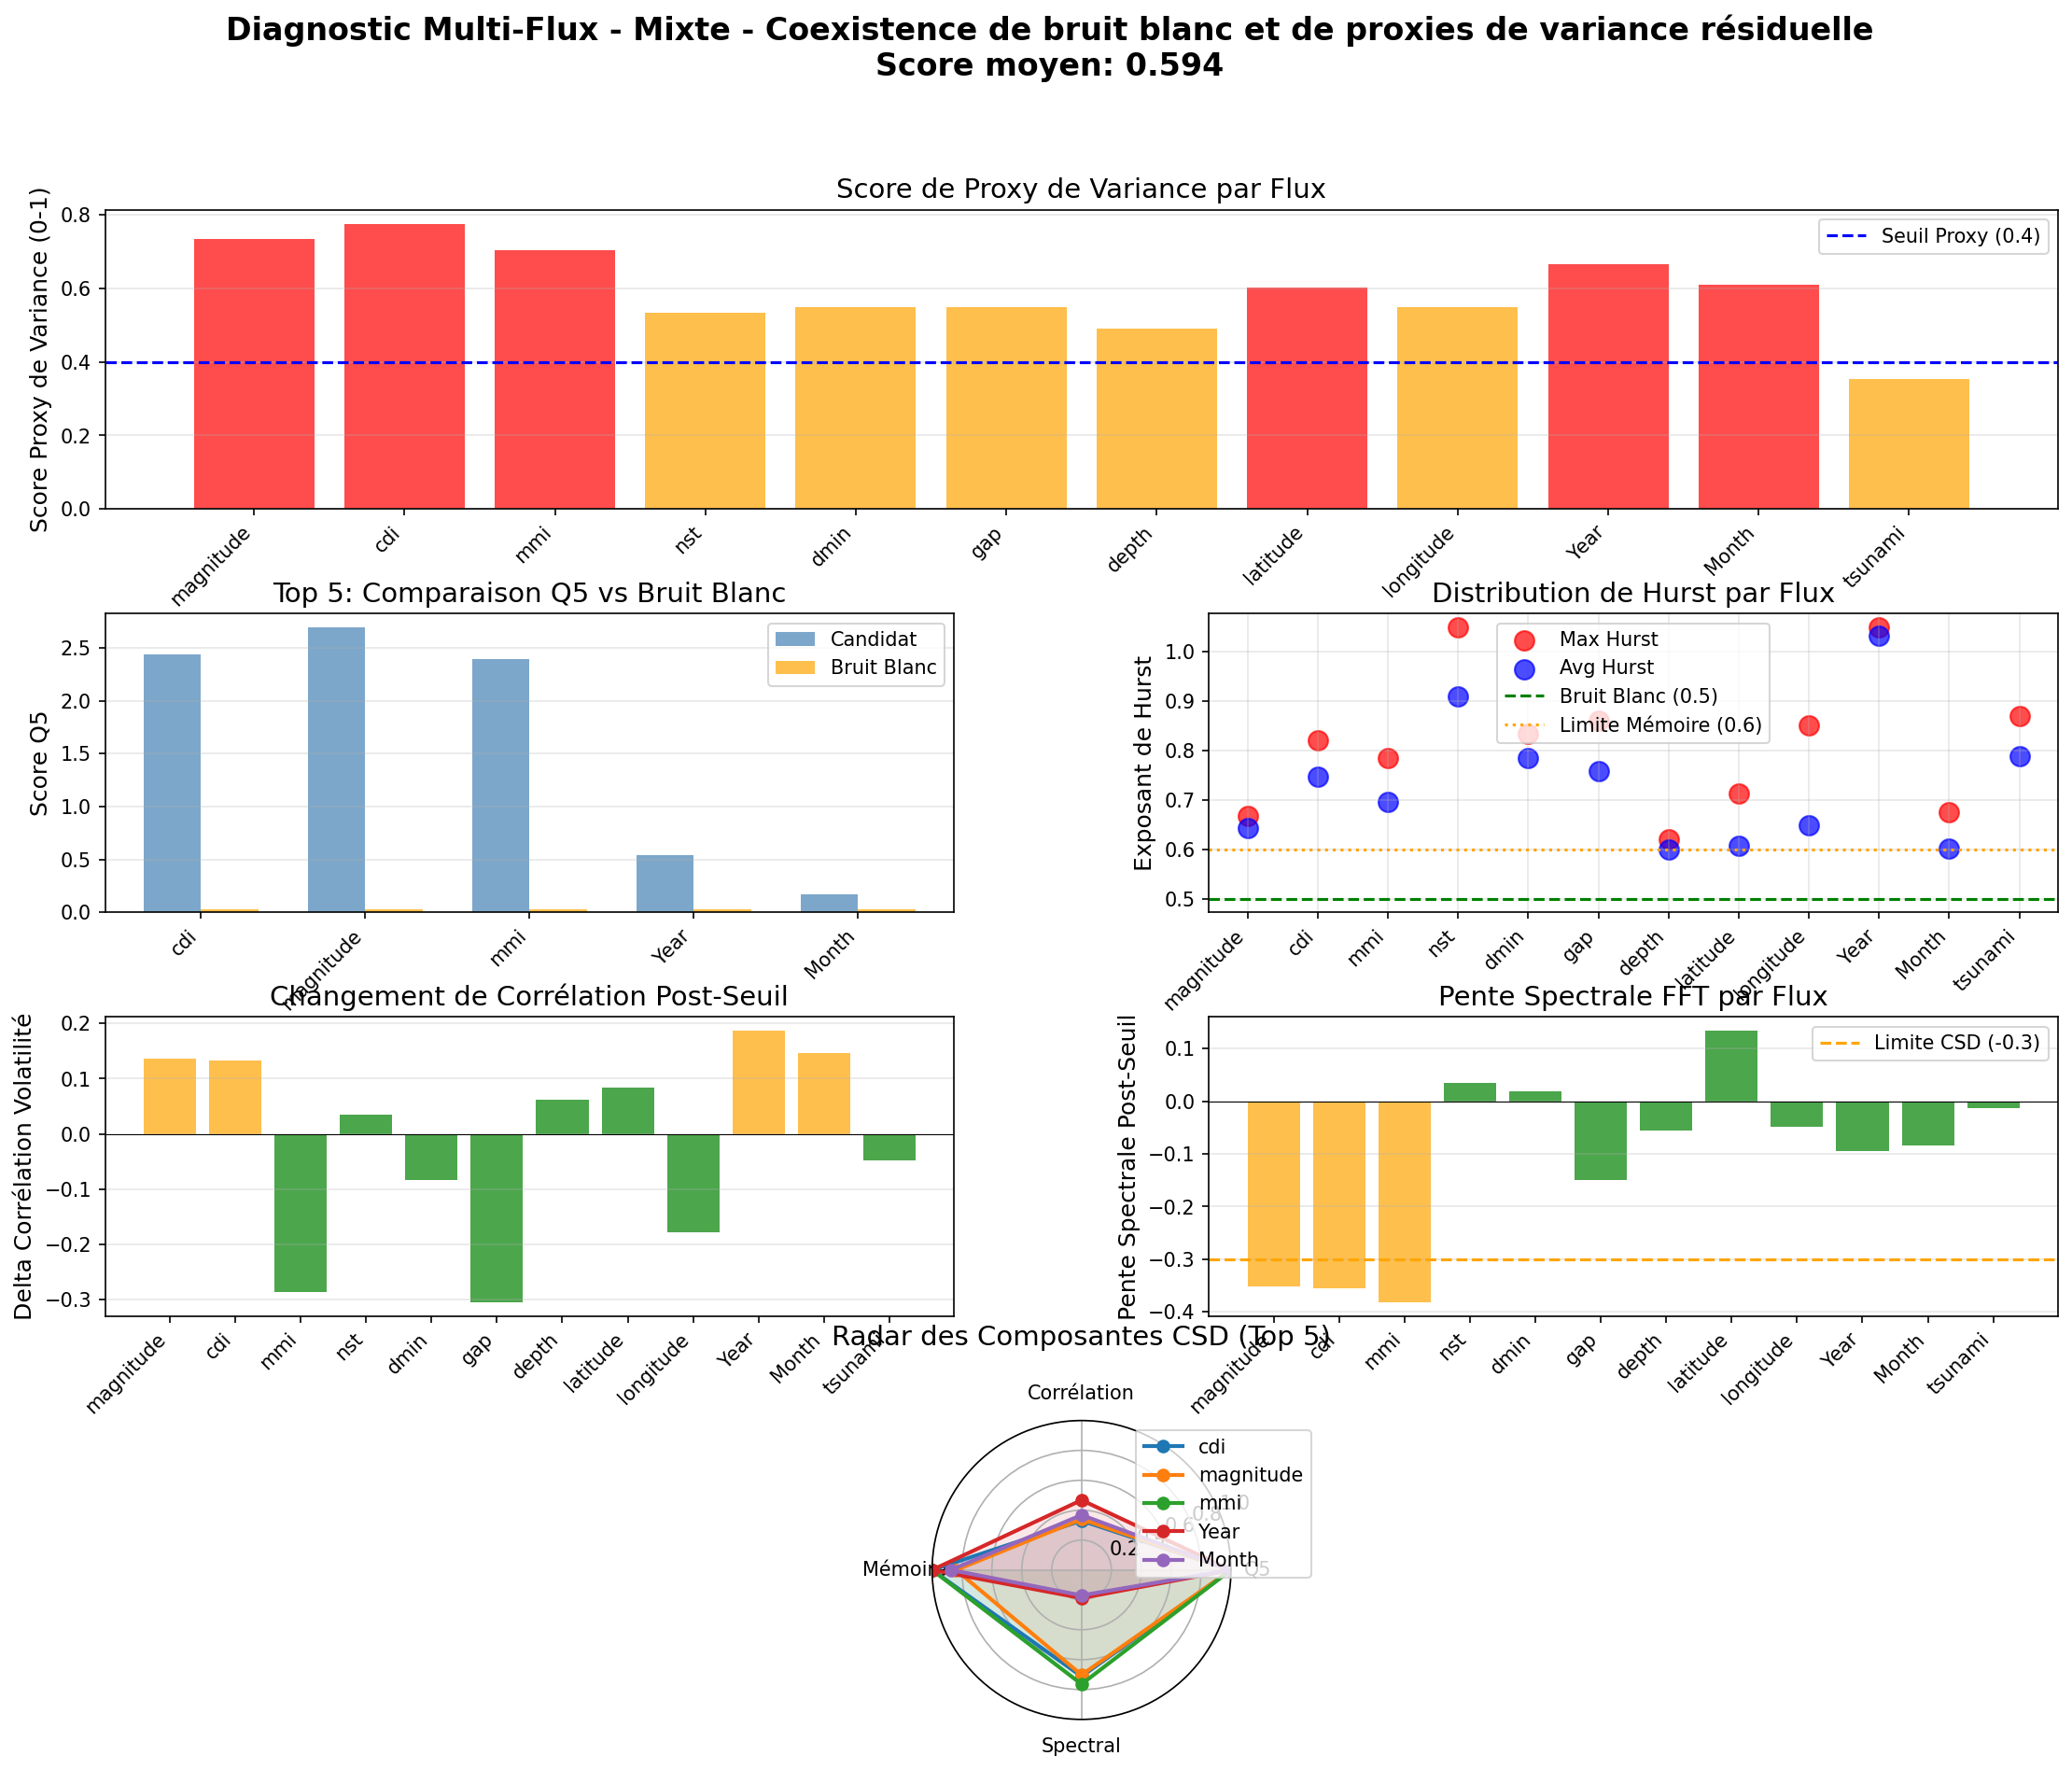 Diagnostic Multi-Flux - Mixte - Coexistence de bruit blanc et de proxies de variance résiduelle
Score moyen: 0.594
Score de Proxy de Variance par Flux
Score Proxy de Variance (0-1)
0.8
0.6
0.4
0.2
0.0
Seuil Proxy (0.4)
magnitude
cdi
mmi
nst
dmin
gap
depth
latitude
longitude
Year
Month
tsunami
Top 5: Comparaison Q5 vs Bruit Blanc
Score Q5
2.5
2.0
1.5
1.0
0.5
0.0
Candidat
Bruit Blanc
cdi
magnitude
mmi
Year
Month
Distribution de Hurst par Flux
Exposant de Hurst
1.0
0.9
0.8
0.7
0.6
0.5
Max Hurst
Avg Hurst
Bruit Blanc (0.5)
Limite Mémoire (0.6)
magnitude
cdi
mmi
nst
dmin
gap
depth
latitude
longitude
Year
Month
tsunami
Changement de Corrélation Post-Seuil
Delta Corrélation Volatilité
0.2
0.1
0.0
−0.1
−0.2
−0.3
magnitude
cdi
mmi
nst
dmin
gap
depth
latitude
longitude
Year
Month
tsunami
Pente Spectrale FFT par Flux
Pente Spectrale Post-Seuil
0.1
0.0
−0.1
−0.2
−0.3
−0.4
Limite CSD (-0.3)
magnitude
cdi
mmi
nst
dmin
gap
depth
latitude
longitude
Year
Month
tsunami
Radar des Composantes CSD (Top 5)
Corrélation
Mémoire
Spectral
Q5
0.2
0.6
0.8
1.0
cdi
magnitude
mmi
Year
Month